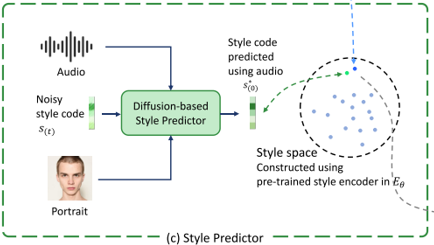 Audio
Noisy
style code
s(t)
Portrait
Diffusion-based
Style Predictor
Style code
predicted
using audio
s*(0)
Style space
Constructed using
pre-trained style encoder in Eθ
(c) Style Predictor